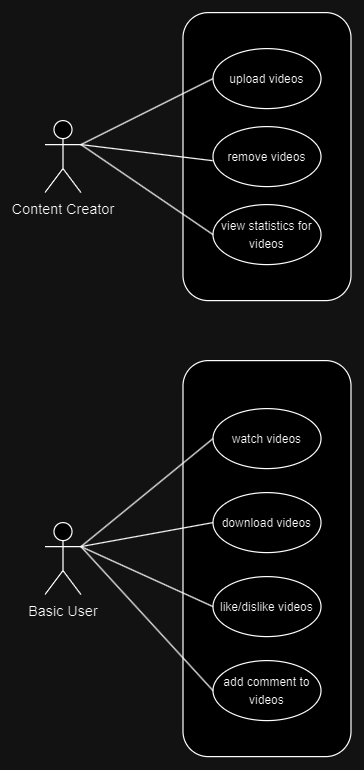 upload videos
remove videos
Content Creator
view statistics for
videos
watch videos
download videos
Basic User
like/dislike videos
add comment to
videos